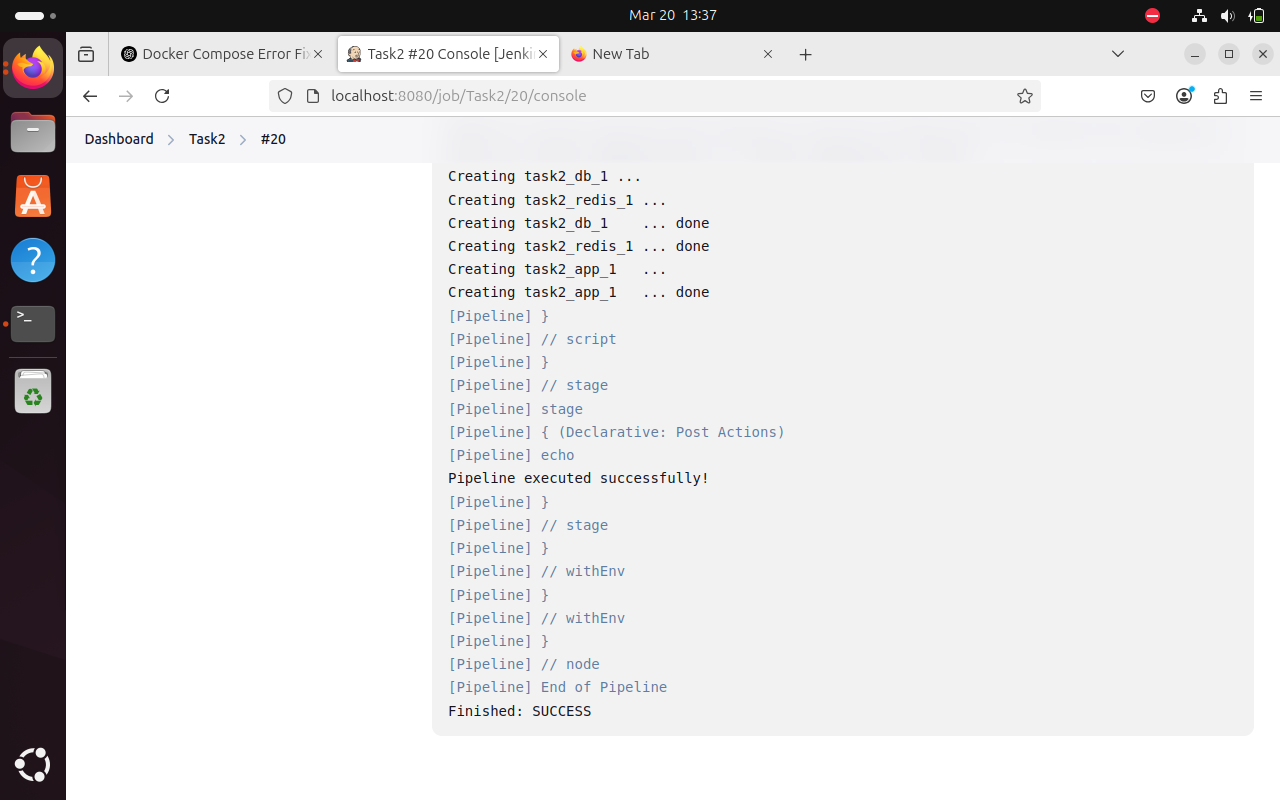 Mar 20 13:37
Docker Compose Error Fix
Task2 #20 Console [Jenki
New Tab
localhost:8080/job/Task2/20/console
Dashboard
Task2
#20
Creating task2_db_1 ...
Creating task2_redis_1 ...
Creating task2_db_1    ... done
Creating task2_redis_1 ... done
Creating task2_app_1   ...
Creating task2_app_1   ... done
[Pipeline] }
[Pipeline] // script
[Pipeline] }
[Pipeline] // stage
[Pipeline] stage
[Pipeline] { (Declarative: Post Actions)
[Pipeline] echo
Pipeline executed successfully!
[Pipeline] }
[Pipeline] // stage
[Pipeline] }
[Pipeline] // withEnv
[Pipeline] }
[Pipeline] // withEnv
[Pipeline] }
[Pipeline] // node
[Pipeline] End of Pipeline
Finished: SUCCESS